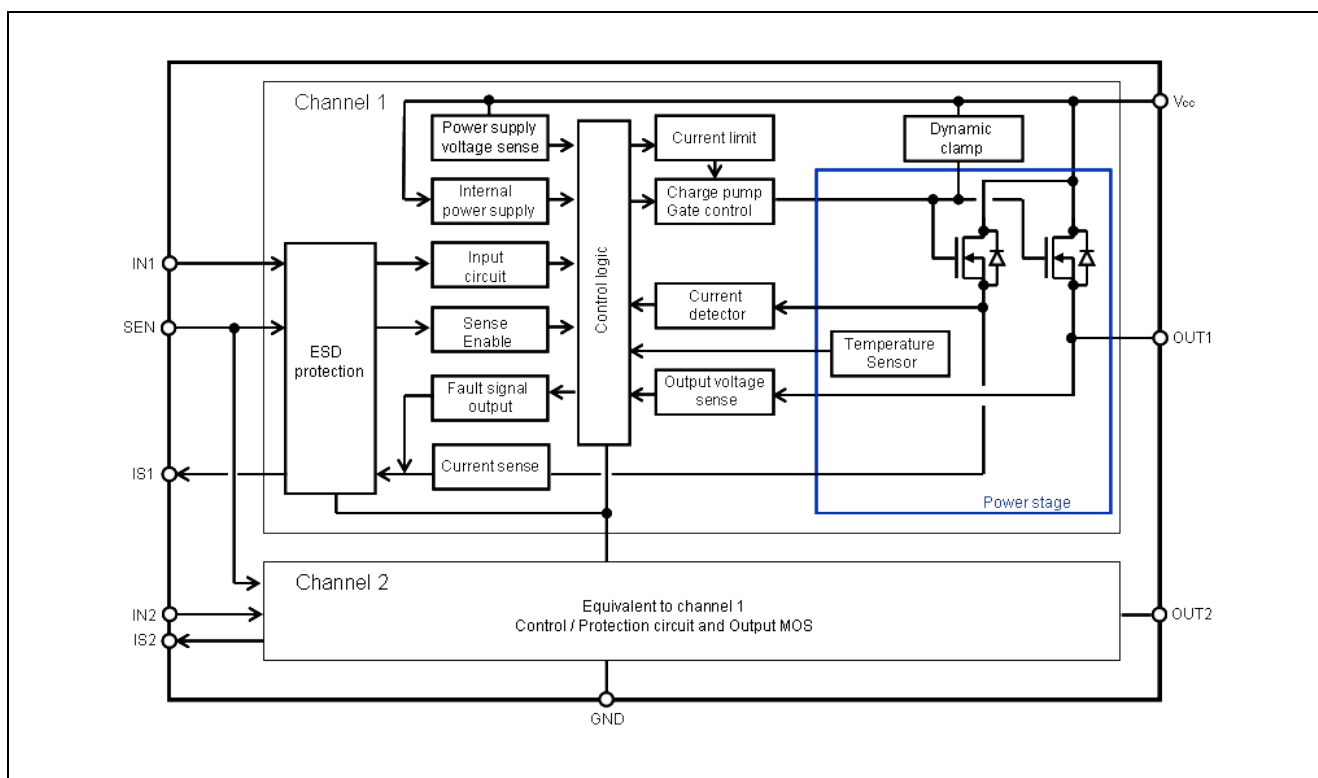 Channel 1
Vcc
Power supply
voltage sense
Current limit
Dynamic
clamp
Internal
power supply
Charge pump
Gate control
IN1
Input
circuit
Control logic
SEN
Sense
Enable
Current
detector
OUT1
ESD
protection
Temperature
Sensor
Fault signal
output
Output voltage
sense
IS1
Current sense
Power stage
Channel 2
IN2
Equivalent to channel 1
OUT2
IS2
Control / Protection circuit and Output MOS
GND